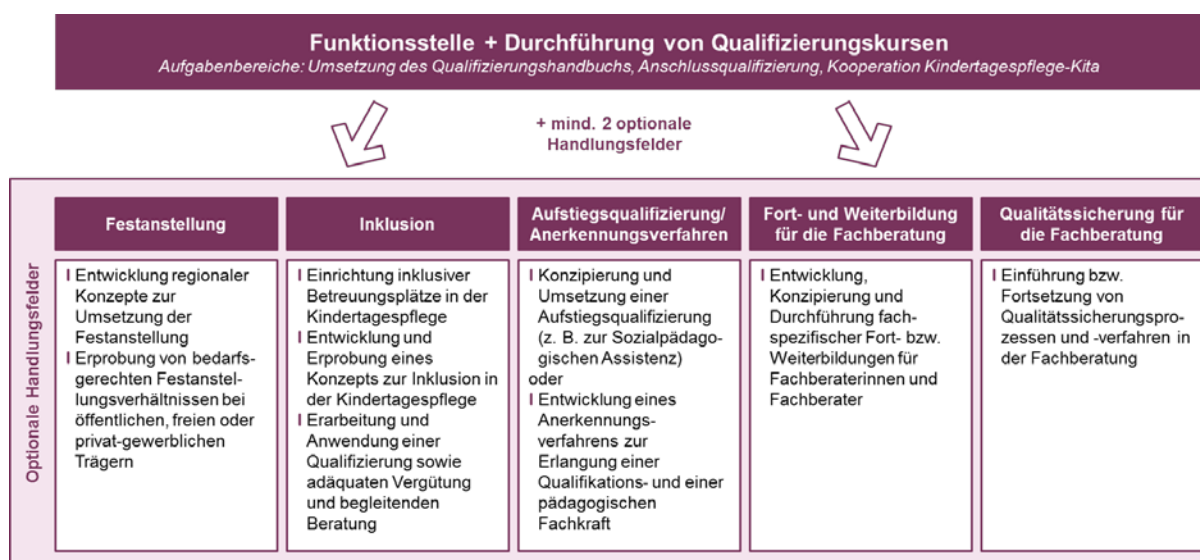 Funktionsstelle + Durchführung von Qualifizierungskursen
Aufgabenbereiche: Umsetzung des Qualifizierungshandbuchs, Anschlussqualifizierung, Kooperation Kindertagespflege-Kita
+ mind. 2 optionale
Handlungsfelder
Optionale Handlungsfelder
Festanstellung
I Entwicklung regionaler
Konzepte zur
Umsetzung der
Festanstellung
I Erprobung von bedarfs-
gerechten Festanstel-
lungsverhältnissen bei
öffentlichen, freien oder
privat-gewerblichen
Trägern
Inklusion
I Einrichtung inklusiver
Betreuungsplätze in der
Kindertagespflege
I Entwicklung und
Erprobung eines
Konzepts zur Inklusion in
der Kindertagespflege
I Erarbeitung und
Anwendung einer
Qualifizierung sowie
adäquaten Vergütung
und begleitenden
Beratung
Aufstiegsqualifizierung/
Anerkennungsverfahren
I Konzipierung und
Umsetzung einer
Aufstiegsqualifizierung
(z. B. zur Sozialpädago-
gischen Assistenz)
oder
I Entwicklung eines
Anerkennungs-
verfahrens zur
Erlangung einer
Qualifikations- und einer
pädagogischen
Fachkraft
Fort- und Weiterbildung
für die Fachberatung
I Entwicklung,
Konzipierung und
Durchführung fach-
spezifischer Fort- bzw.
Weiterbildungen für
Fachberaterinnen und
Fachberater
Qualitätssicherung für
die Fachberatung
I Einführung bzw.
Fortsetzung von
Qualitätssicherungspro-
zessen und -verfahren in
der Fachberatung